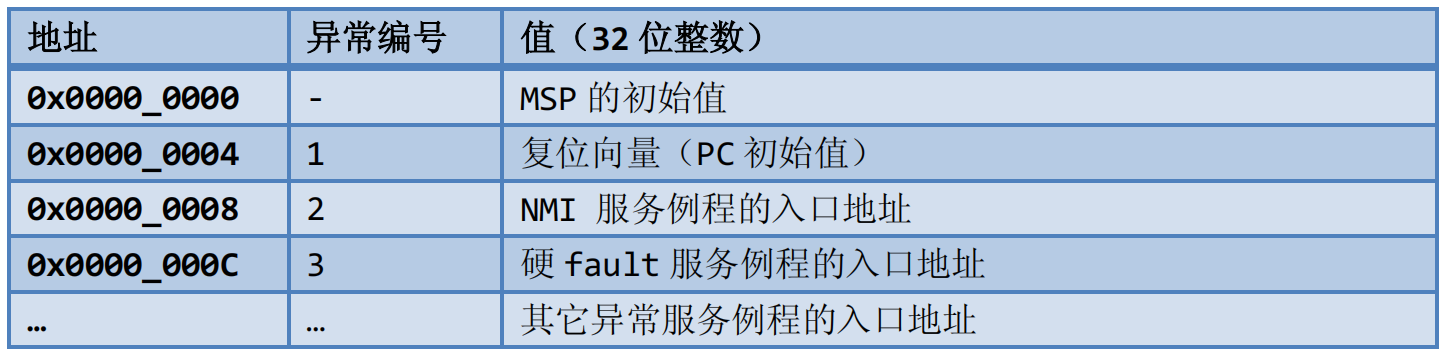 地址 异常编号 值（32 位整数）
0x0000_0000 - MSP 的初始值
0x0000_0004 1 复位向量（PC 初始值）
0x0000_0008 2 NMI 服务例程的入口地址
0x0000_000C 3 硬 fault 服务例程的入口地址
… … 其它异常服务例程的入口地址